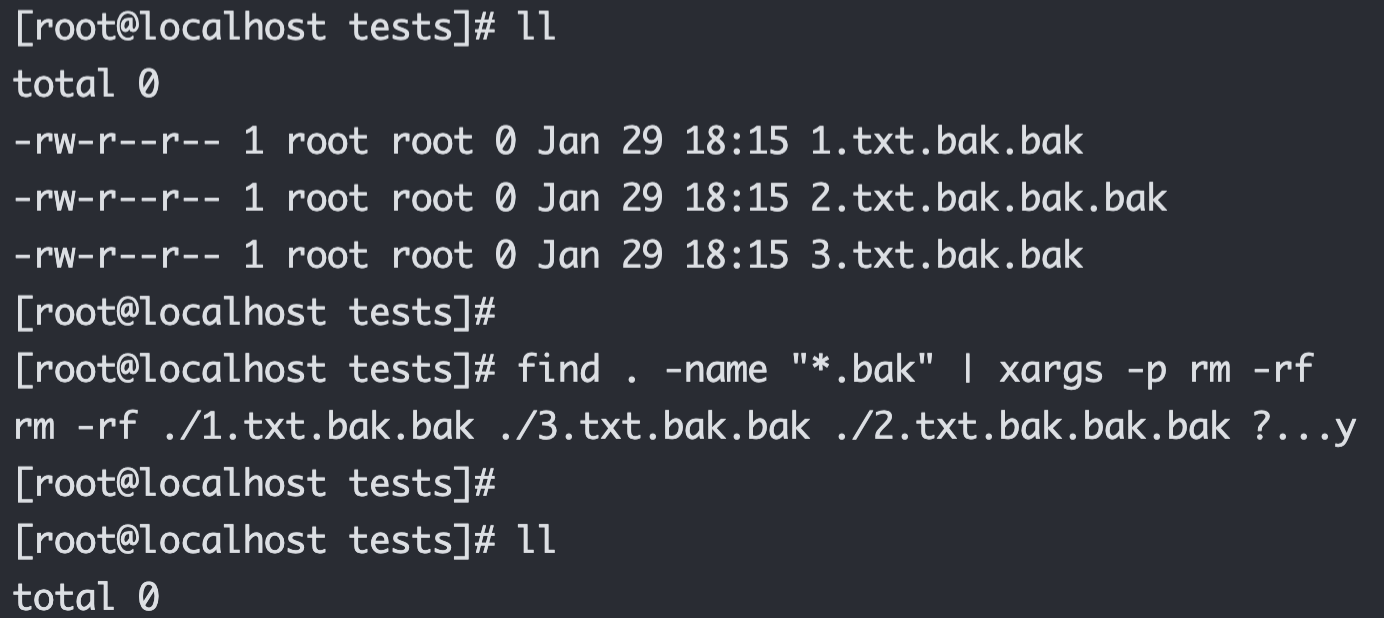 [root@localhost tests]# ll
total 0
-rw-r--r-- 1 root root 0 Jan 29 18:15 1.txt.bak.bak
-rw-r--r-- 1 root root 0 Jan 29 18:15 2.txt.bak.bak.bak
-rw-r--r-- 1 root root 0 Jan 29 18:15 3.txt.bak.bak
[root@localhost tests]#
[root@localhost tests]# find . -name "*.bak" | xargs -p rm -rf
rm -rf ./1.txt.bak.bak ./3.txt.bak.bak ./2.txt.bak.bak.bak ?...y
[root@localhost tests]#
[root@localhost tests]# ll
total 0